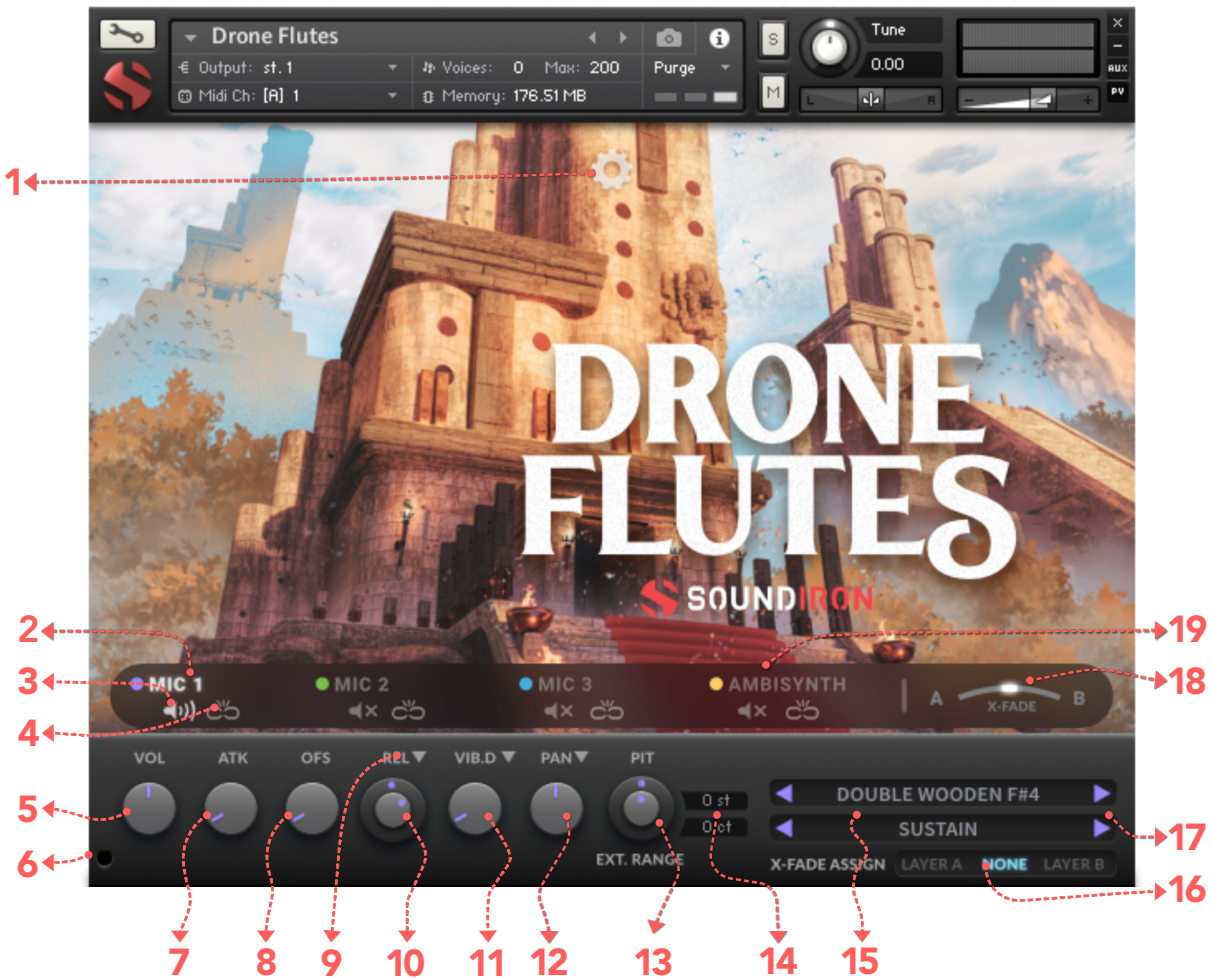 Drone Flutes
Output: st. 1
Voices: 0 Max: 200
Purge
Midi Ch: [A] 1
Memory: 176.51 MB
S
M
Tune
0.00
L R
- +
×
-
AUX
PV
1
DRONE
FLUTES
SOUNDIRON
2
19
3
18
4
MIC 1
MIC 2
MIC 3
AMBISYNTH
A X-FADE B
VOL
ATK
OFS
REL
VIB.D
PAN
PIT
5
0 st
0 ct
DOUBLE WOODEN F#4
SUSTAIN
17
6
EXT. RANGE
X-FADE ASSIGN LAYER A NONE LAYER B
16
7 8 9 10 11 12 13 14 15